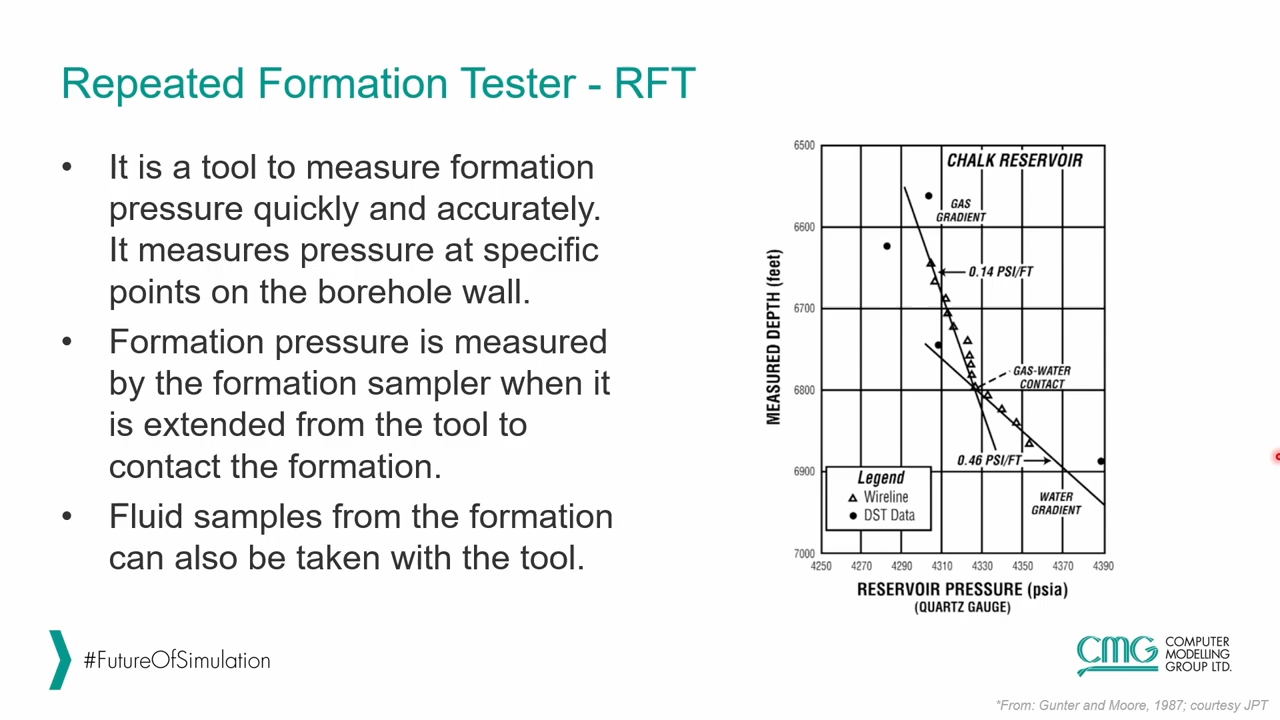 Repeated Formation Tester - RFT
• It is a tool to measure formation
pressure quickly and accurately.
It measures pressure at specific
points on the borehole wall.
• Formation pressure is measured
by the formation sampler when it
is extended from the tool to
contact the formation.
• Fluid samples from the formation
can also be taken with the tool.
CHALK RESERVOIR
GAS
GRADIENT
0.14 PSI/FT
GAS-WATER
CONTACT
0.46 PSI/FT
WATER
GRADIENT
Legend
Wireline
DST Data
MEASURED DEPTH (feet)
6500
6600
6700
6800
6900
7000
4250 4270 4290 4310 4330 4350 4370 4390
RESERVOIR PRESSURE (psia)
(QUARTZ GAUGE)
#FutureOfSimulation
CMG COMPUTER
MODELLING
GROUP LTD.
*From: Gunter and Moore, 1987; courtesy JPT